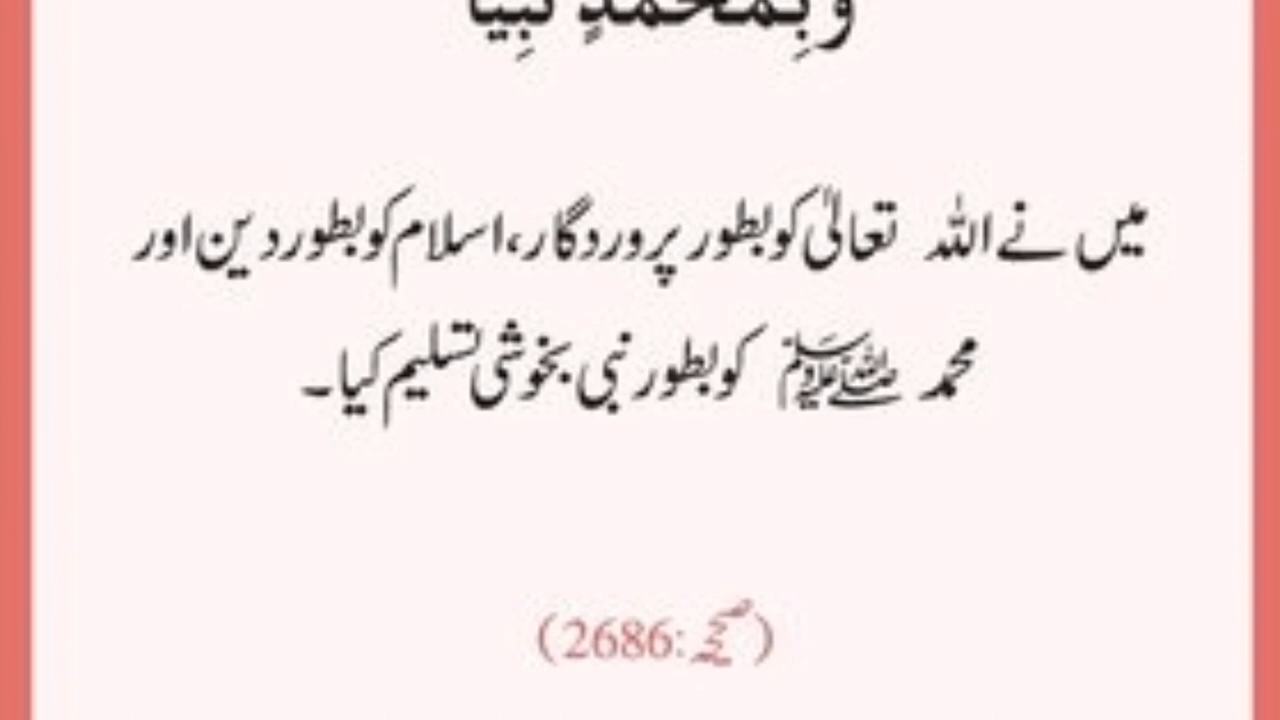 وَبِمُحَمَّدٍ نَبِيًّا
میں نے اللہ تعالیٰ کو بطور پروردگار، اسلام کو بطور دین اور
محمد ﷺ کو بطور نبی بخوشی تسلیم کیا۔
(صحیح:2686)